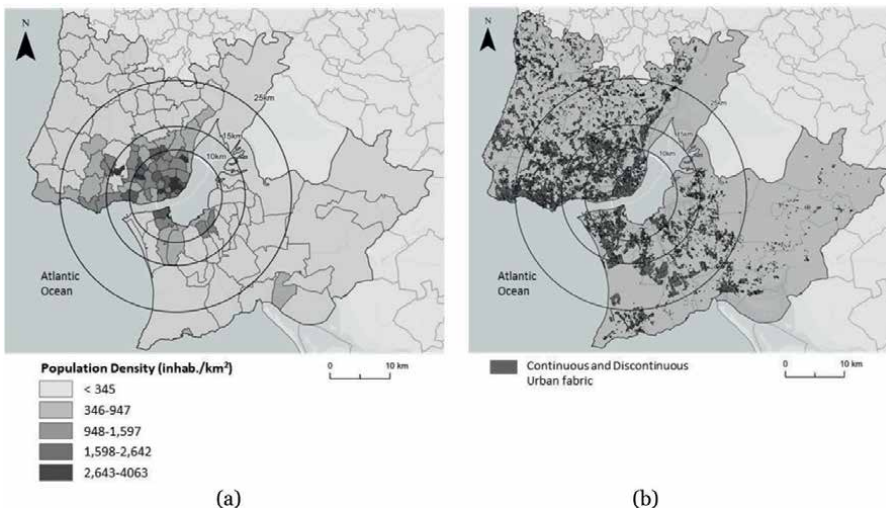 N
25km
15km
10km
Atlantic
Ocean
Population Density (inhab./km²)
< 345
346-947
948-1,597
1,598-2,642
2,643-4063
0 10 km
(a)
N
25km
15km
10km
Atlantic
Ocean
Continuous and Discontinuous
Urban fabric
0 10 km
(b)